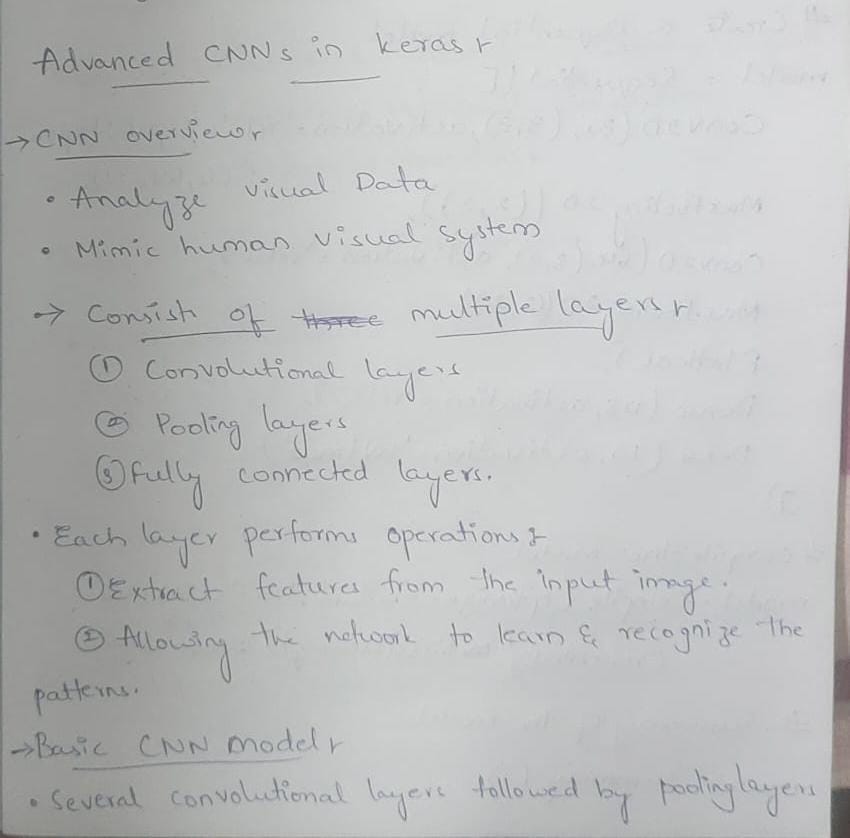 Advanced CNNs in keras :-
→ CNN overview :-
• Analyze visual Data
• Mimic human visual system
→ Consist of three multiple layers :-
① Convolutional layers
② Pooling layers
③ fully connected layers.
• Each layer performs operations :-
① Extract features from the input image.
② Allowing the network to learn & recognize the
patterns.
→ Basic CNN model :-
• Several convolutional layers followed by pooling layers